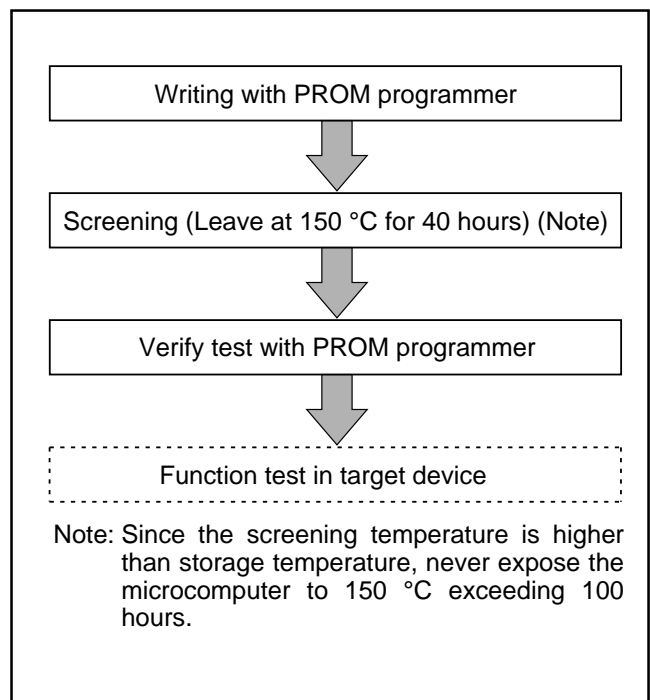 Writing with PROM programmer
Screening (Leave at 150 °C for 40 hours) (Note)
Verify test with PROM programmer
Function test in target device
Note: Since the screening temperature is higher
than storage temperature, never expose the
microcomputer to 150 °C exceeding 100
hours.